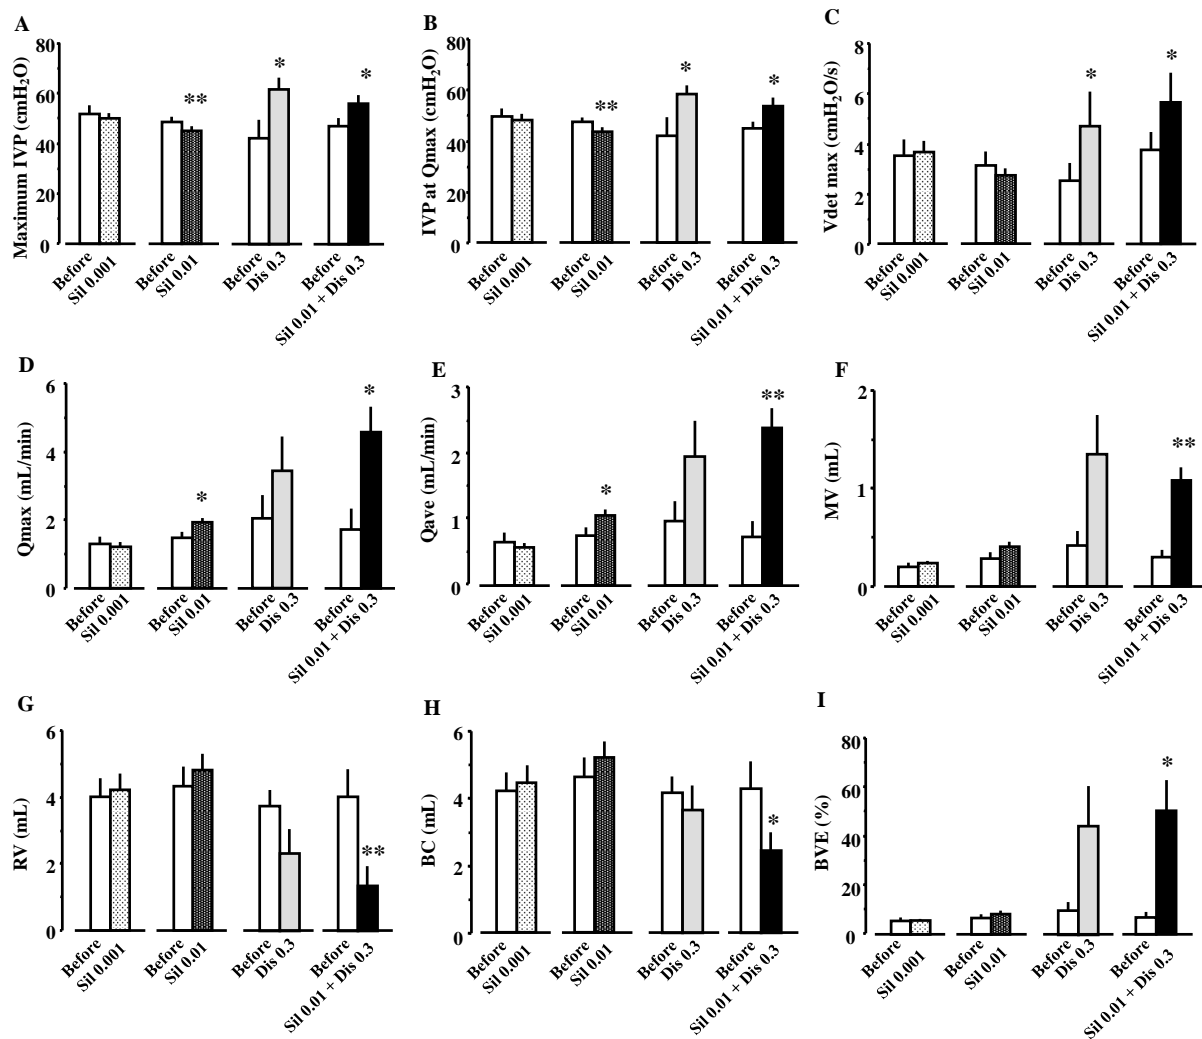 A
Maximum IVP (cmH₂O)
80
60
40
20
0
**
*
*
Before
Sil 0.001
Before
Sil 0.01
Before
Dis 0.3
Before
Sil 0.01 + Dis 0.3
B
IVP at Qmax (cmH₂O)
80
60
40
20
0
**
*
*
Before
Sil 0.001
Before
Sil 0.01
Before
Dis 0.3
Before
Sil 0.01 + Dis 0.3
C
Vdet max (cmH₂O/s)
8
6
4
2
0
*
*
Before
Sil 0.001
Before
Sil 0.01
Before
Dis 0.3
Before
Sil 0.01 + Dis 0.3
D
Qmax (mL/min)
6
4
2
0
*
*
Before
Sil 0.001
Before
Sil 0.01
Before
Dis 0.3
Before
Sil 0.01 + Dis 0.3
E
Qave (mL/min)
3
2
1
0
*
**
Before
Sil 0.001
Before
Sil 0.01
Before
Dis 0.3
Before
Sil 0.01 + Dis 0.3
F
MV (mL)
2
1
0
**
Before
Sil 0.001
Before
Sil 0.01
Before
Dis 0.3
Before
Sil 0.01 + Dis 0.3
G
RV (mL)
6
4
2
0
**
Before
Sil 0.001
Before
Sil 0.01
Before
Dis 0.3
Before
Sil 0.01 + Dis 0.3
H
BC (mL)
6
4
2
0
*
Before
Sil 0.001
Before
Sil 0.01
Before
Dis 0.3
Before
Sil 0.01 + Dis 0.3
I
BVE (%)
80
60
40
20
0
*
Before
Sil 0.001
Before
Sil 0.01
Before
Dis 0.3
Before
Sil 0.01 + Dis 0.3